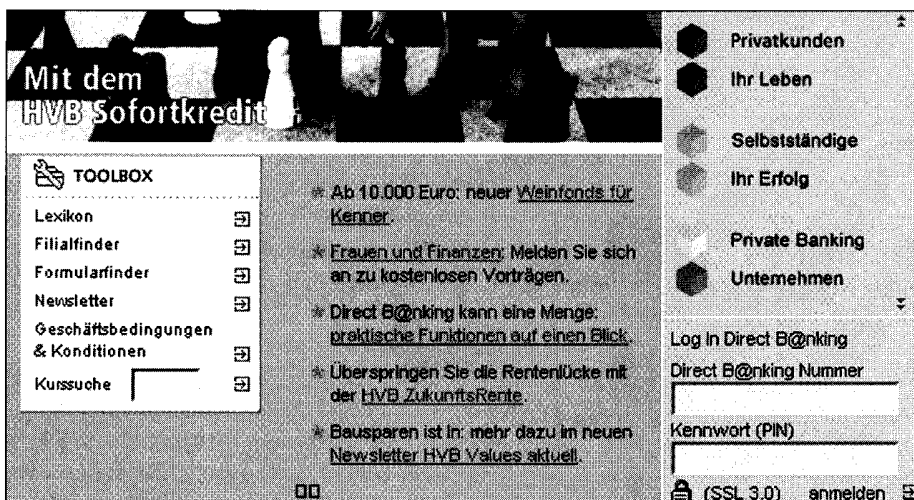 Mit dem
HVB Sofortkredit
TOOLBOX
Lexikon
Filialfinder
Formularfinder
Newsletter
Geschäftsbedingungen
& Konditionen
Kurssuche
Ab 10.000 Euro: neuer Weinfonds für
Kenner.
Frauen und Finanzen: Melden Sie sich
an zu kostenlosen Vorträgen.
Direct B@nking kann eine Menge:
praktische Funktionen auf einen Blick.
Überspringen Sie die Rentenlücke mit
der HVB ZukunftsRente.
Bausparen ist in: mehr dazu im neuen
Newsletter HVB Values aktuell.
Privatkunden
Ihr Leben
Selbstständige
Ihr Erfolg
Private Banking
Unternehmen
Log In Direct B@nking
Direct B@nking Nummer
Kennwort (PIN)
(SSL 3.0) anmelden